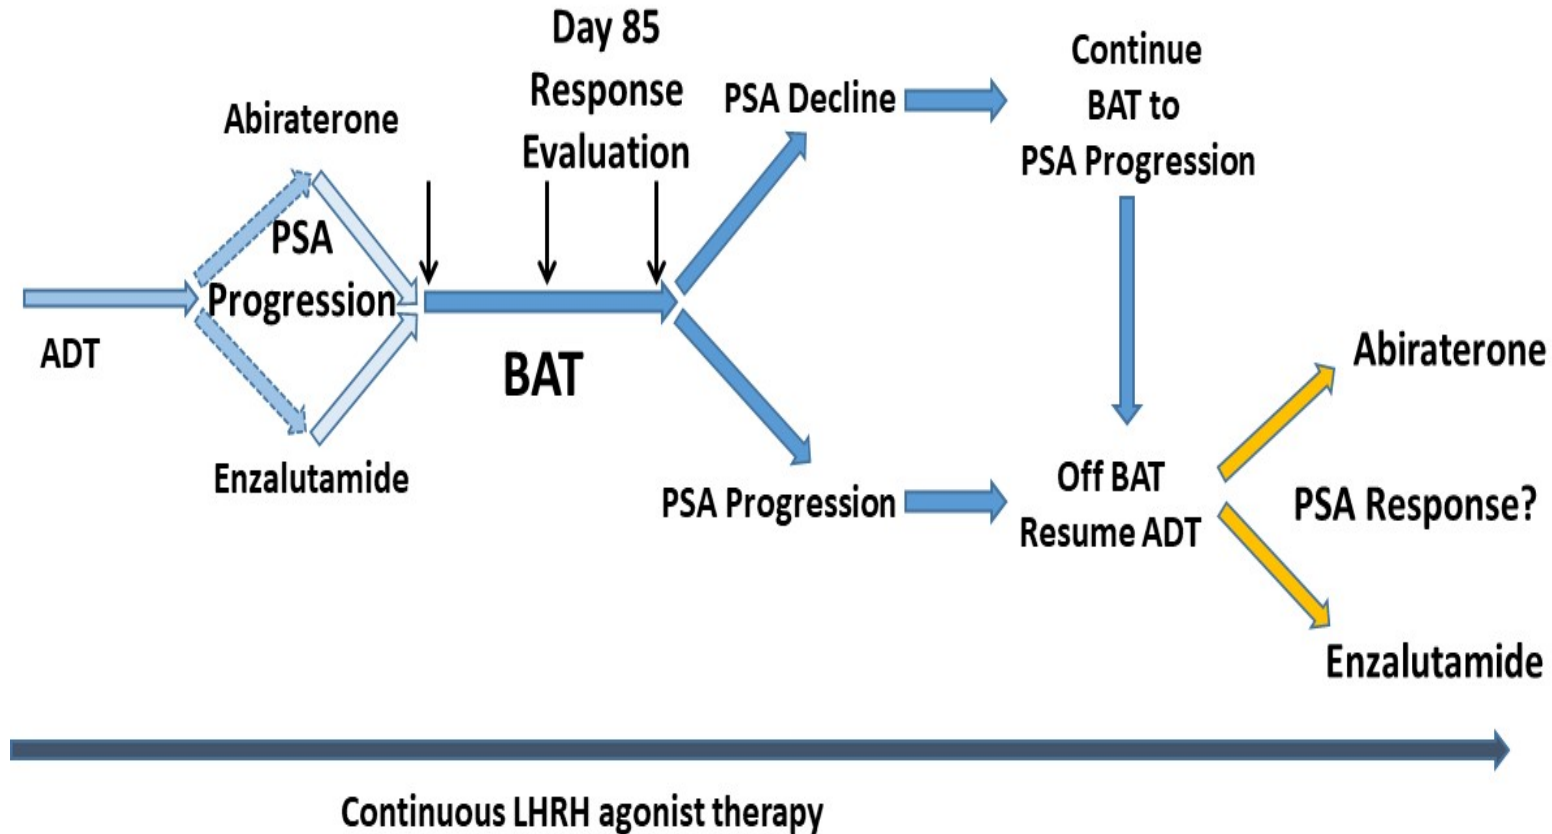 Day 85
Response
Evaluation
Abiraterone
PSA
Progression
ADT
Enzalutamide
BAT
PSA Decline
Continue
BAT to
PSA Progression
PSA Progression
Off BAT
Resume ADT
Abiraterone
PSA Response?
Enzalutamide
Continuous LHRH agonist therapy